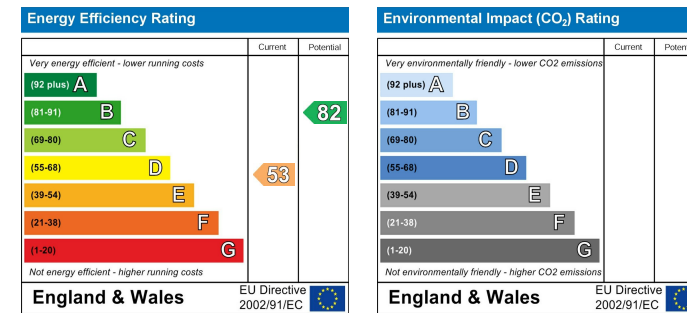 Energy Efficiency Rating
Current Potential
Very energy efficient - lower running costs
(92 plus) A
(81-91) B
82
(69-80) C
(55-68) D
53
(39-54) E
(21-38) F
(1-20) G
Not energy efficient - higher running costs
England & Wales
EU Directive
2002/91/EC
Environmental Impact (CO₂) Rating
Current Poten
Very environmentally friendly - lower CO2 emissions
(92 plus) A
(81-91) B
(69-80) C
(55-68) D
(39-54) E
(21-38) F
(1-20) G
Not environmentally friendly - higher CO2 emissions
England & Wales
EU Directive
2002/91/EC